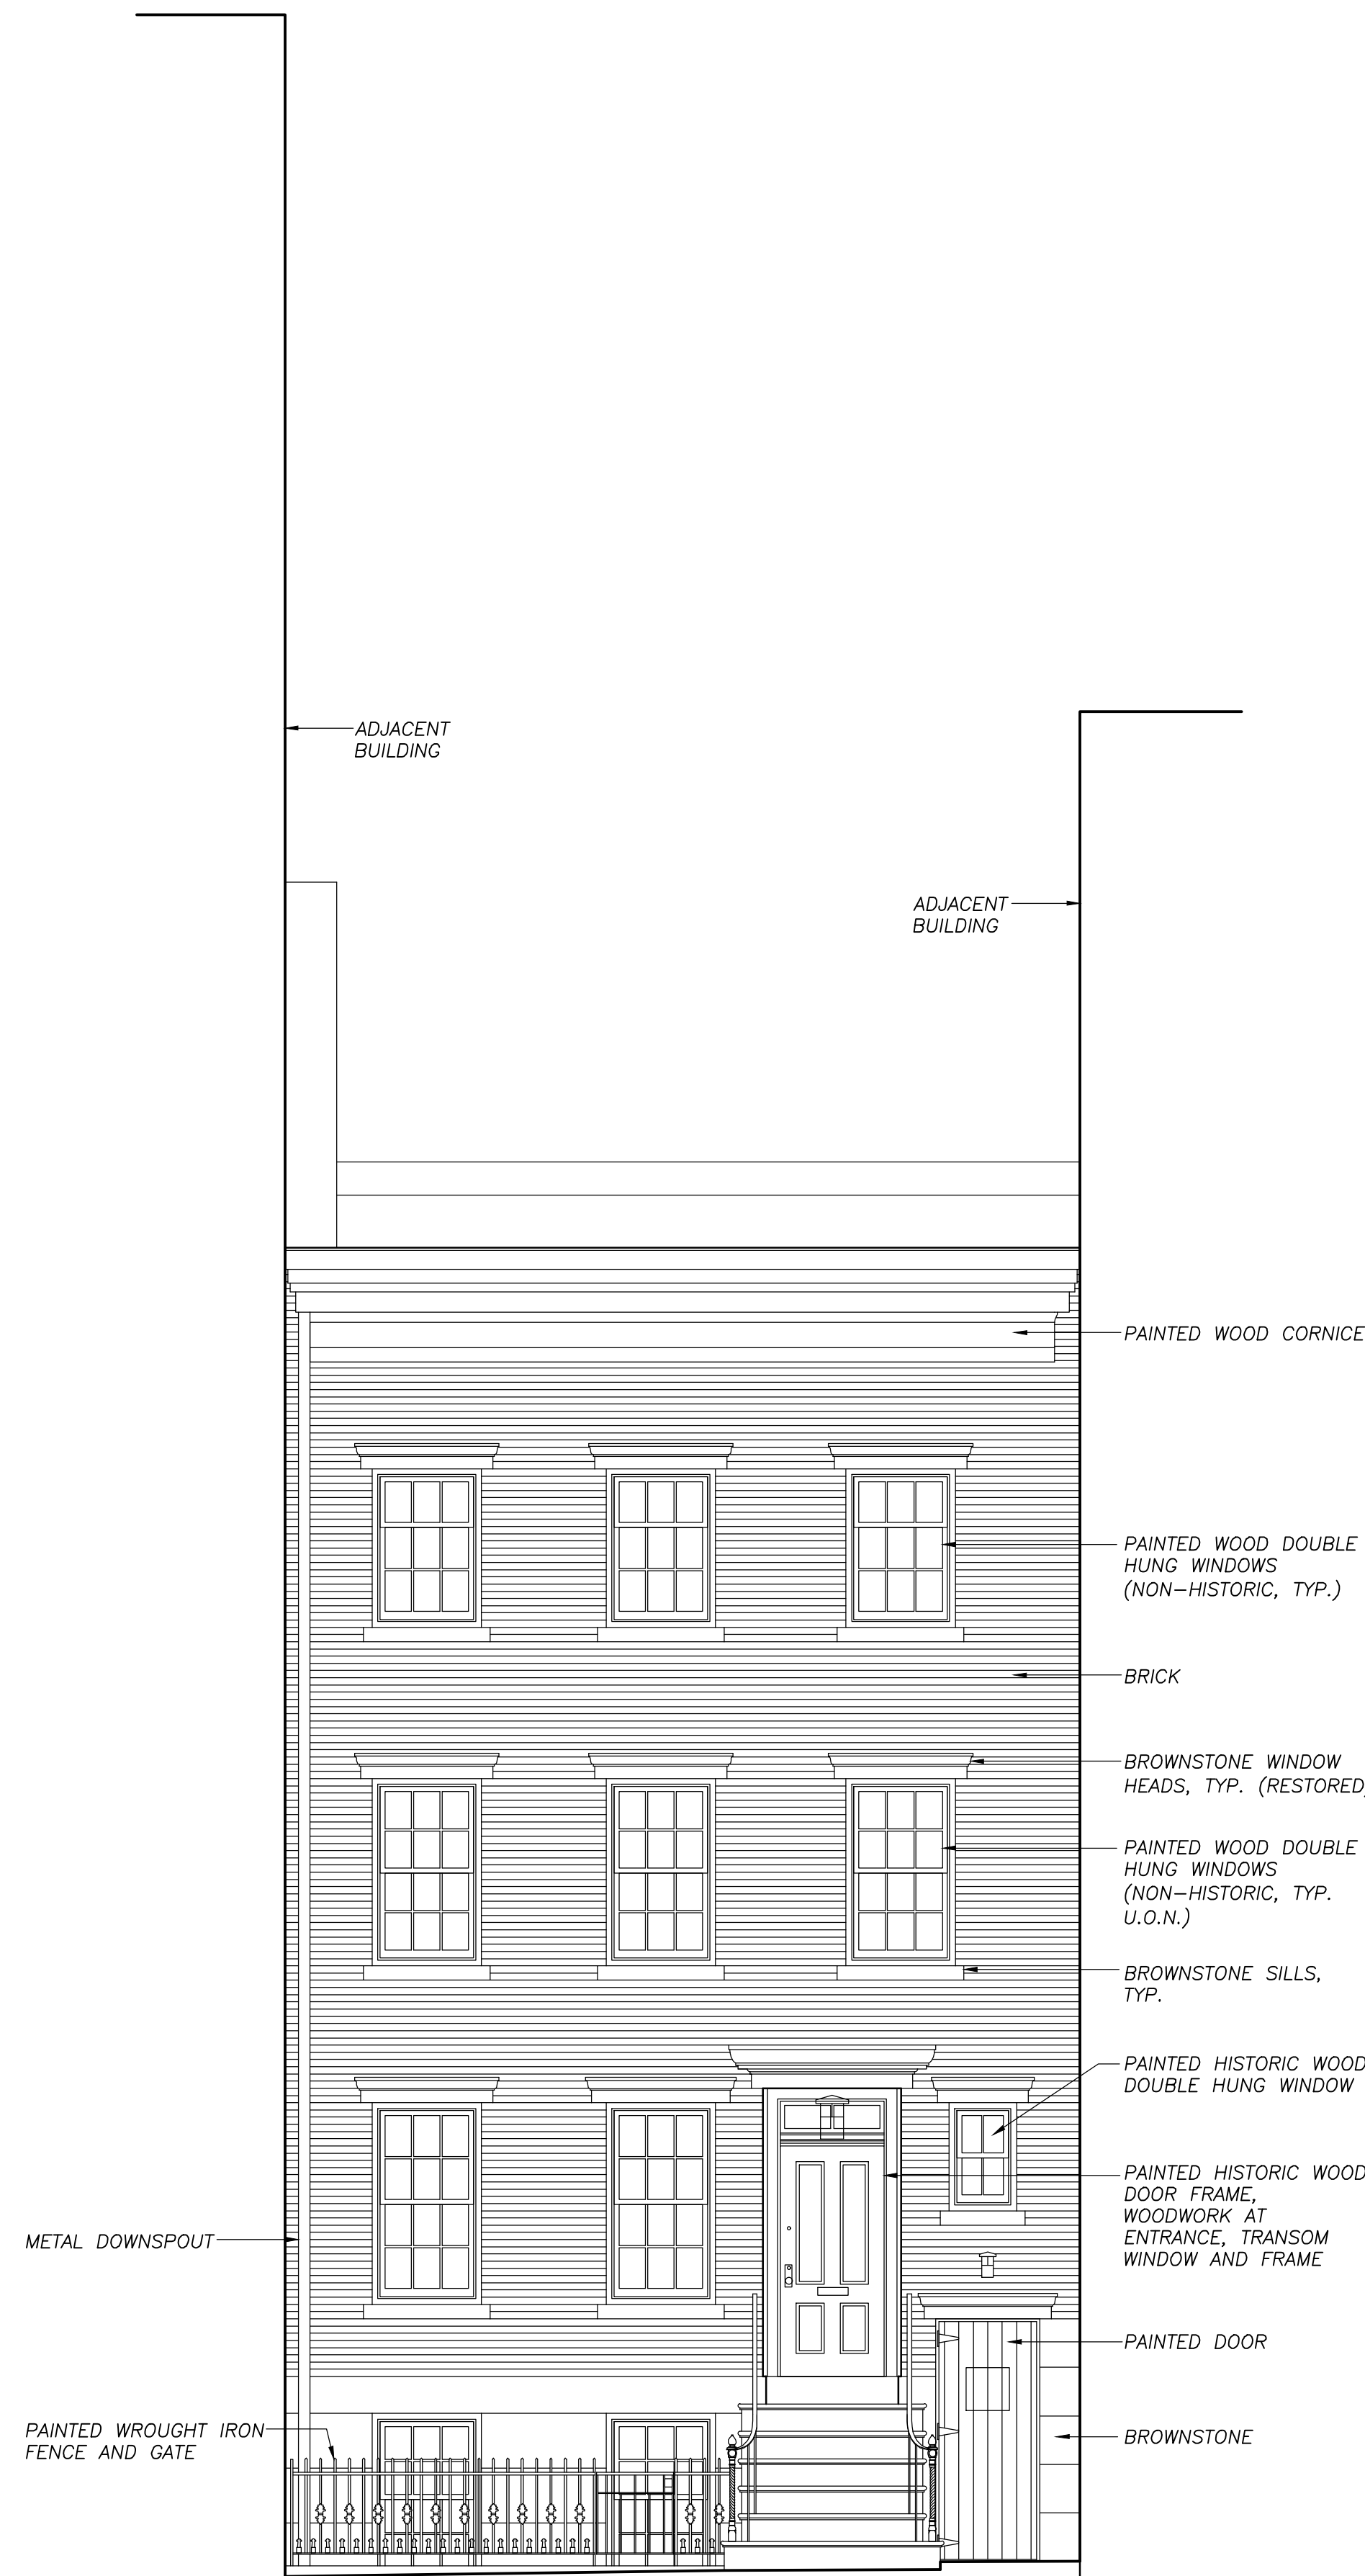 ADJACENT
BUILDING
ADJACENT
BUILDING
PAINTED WOOD CORNICE
PAINTED WOOD DOUBLE
HUNG WINDOWS
(NON–HISTORIC, TYP.)
BRICK
BROWNSTONE WINDOW
HEADS, TYP. (RESTORED)
PAINTED WOOD DOUBLE
HUNG WINDOWS
(NON–HISTORIC, TYP.
U.O.N.)
BROWNSTONE SILLS,
TYP.
PAINTED HISTORIC WOOD
DOUBLE HUNG WINDOW
PAINTED HISTORIC WOOD
DOOR FRAME,
WOODWORK AT
ENTRANCE, TRANSOM
WINDOW AND FRAME
METAL DOWNSPOUT
PAINTED DOOR
PAINTED WROUGHT IRON
FENCE AND GATE
BROWNSTONE